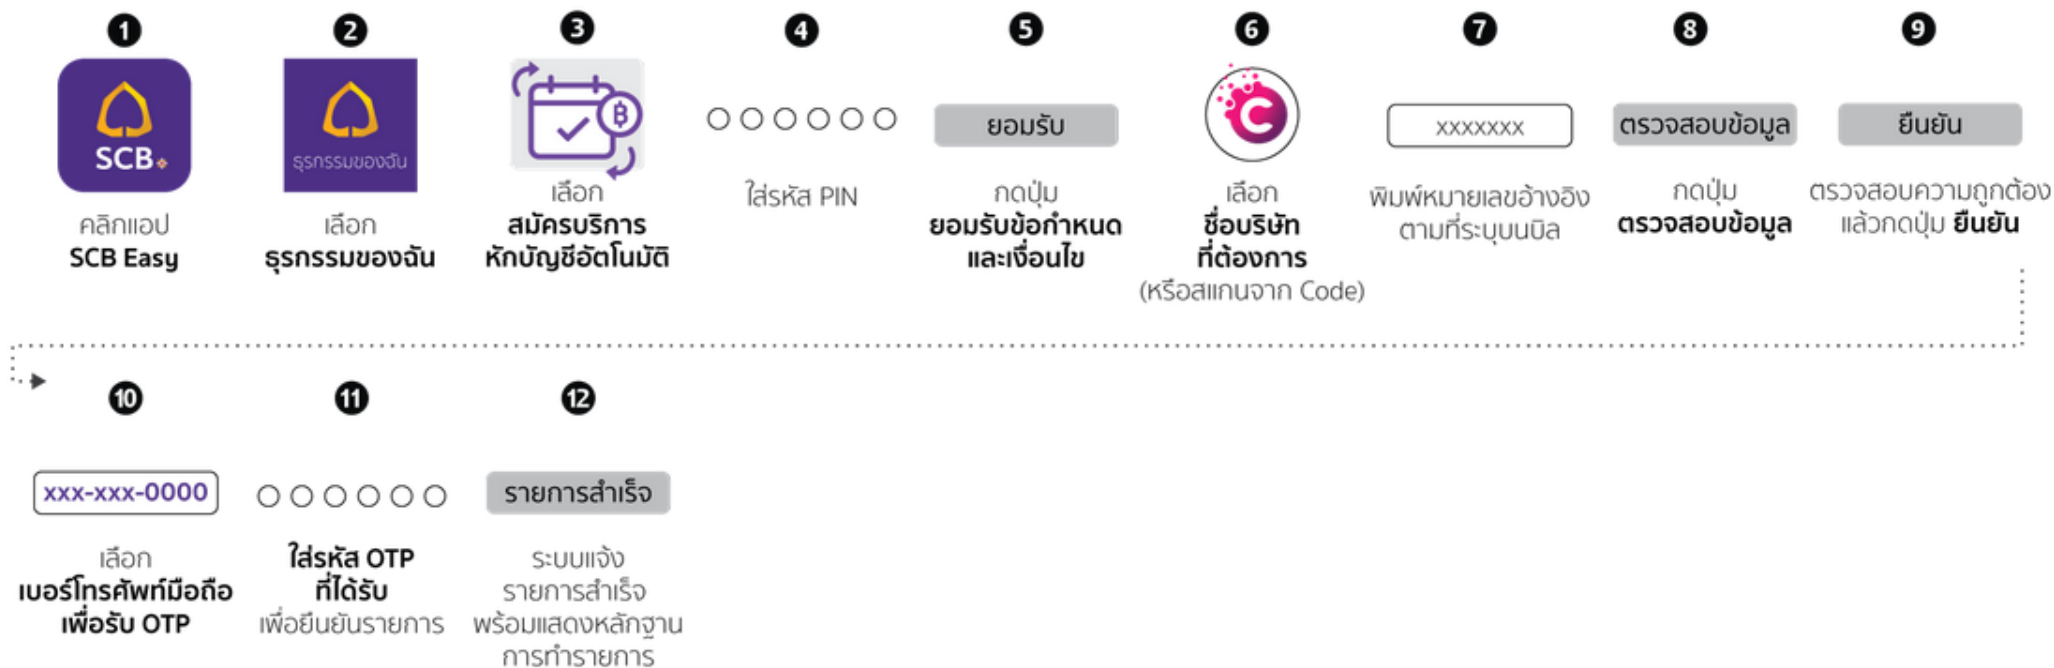 1
SCB
คลิกแอป
SCB Easy
2
ธุรกรรมของฉัน
เลือก
ธุรกรรมของฉัน
3
฿
เลือก
สมัครบริการ
หักบัญชีอัตโนมัติ
4
ใส่รหัส PIN
5
ยอมรับ
กดปุ่ม
ยอมรับข้อกำหนด
และเงื่อนไข
6
C
เลือก
ชื่อบริษัท
ที่ต้องการ
(หรือสแกนจาก Code)
7
xxxxxxx
พิมพ์หมายเลขอ้างอิง
ตามที่ระบุบนบิล
8
ตรวจสอบข้อมูล
กดปุ่ม
ตรวจสอบข้อมูล
9
ยืนยัน
ตรวจสอบความถูกต้อง
แล้วกดปุ่ม ยืนยัน
10
xxx-xxx-0000
เลือก
เบอร์โทรศัพท์มือถือ
เพื่อรับ OTP
11
ใส่รหัส OTP
ที่ได้รับ
เพื่อยืนยันรายการ
12
รายการสำเร็จ
ระบบแจ้ง
รายการสำเร็จ
พร้อมแสดงหลักฐาน
การทำรายการ